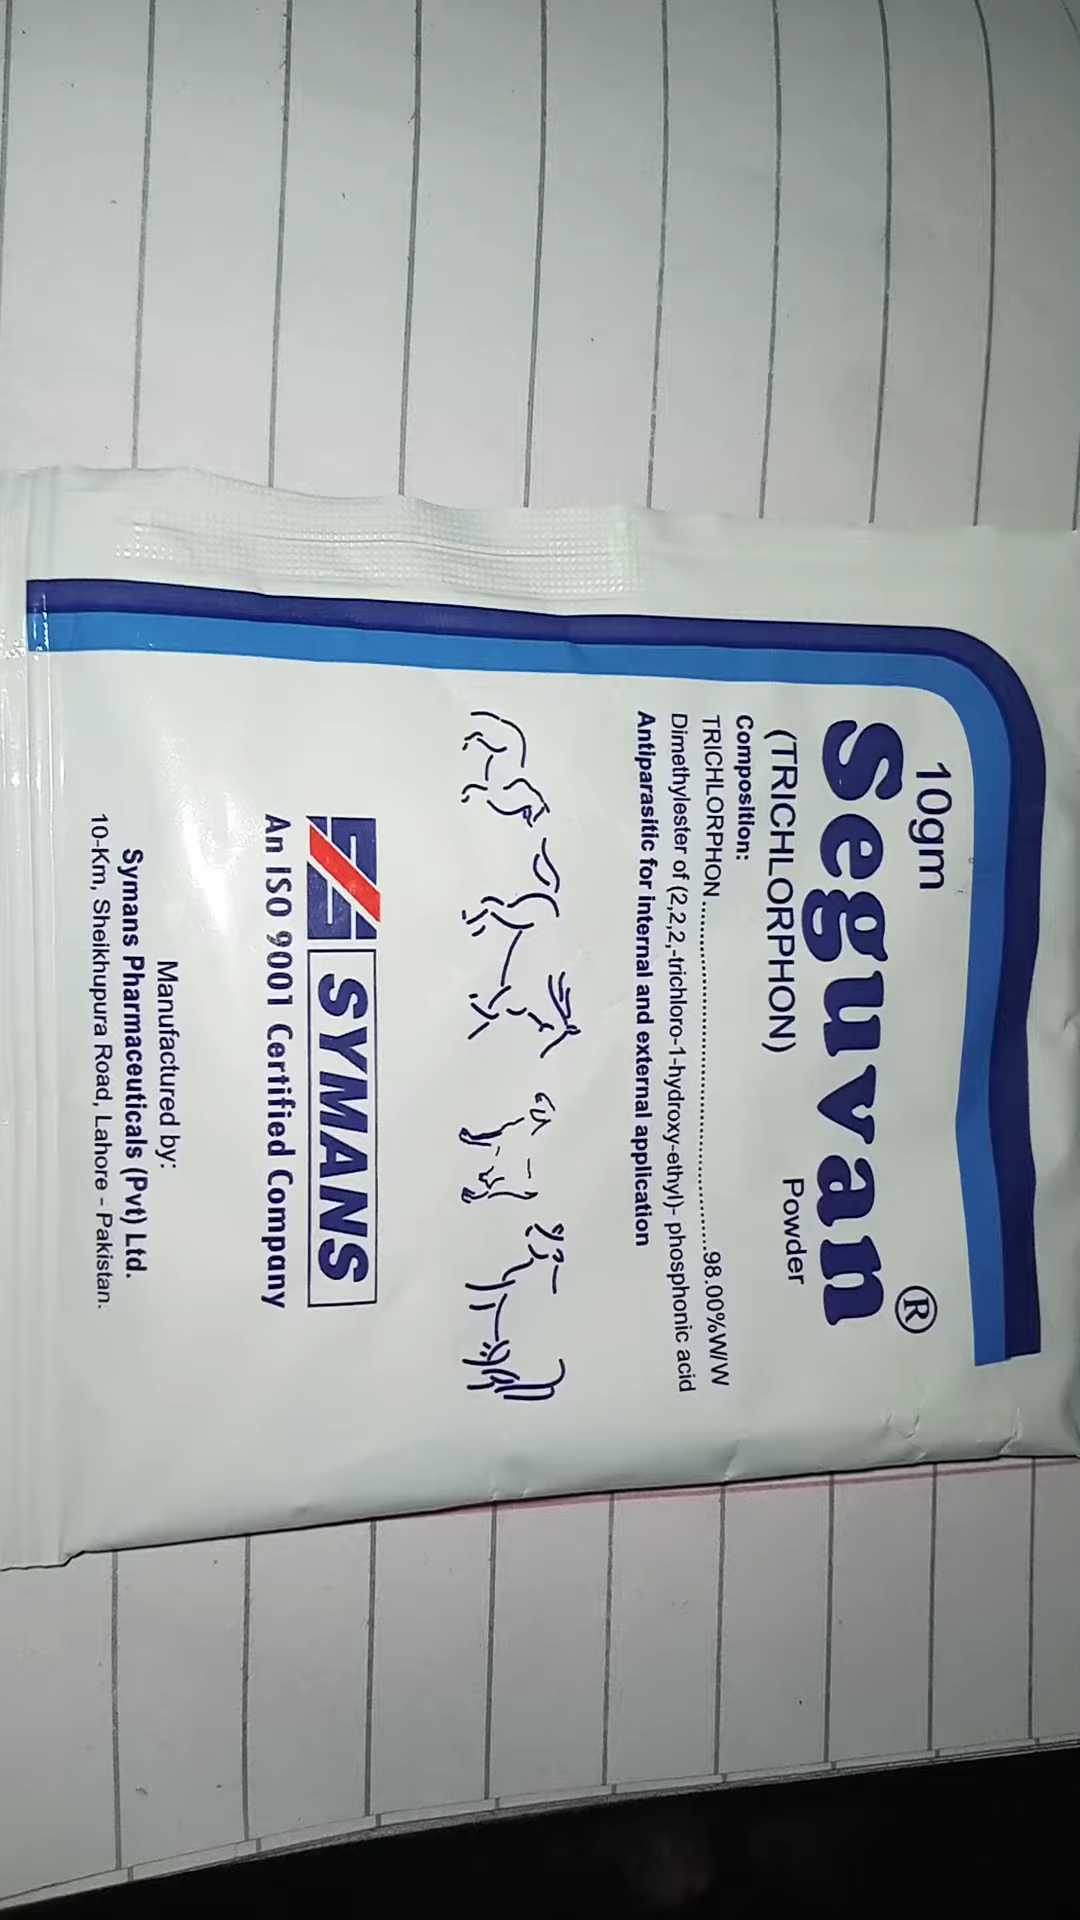 10gm
Seguvan®
(TRICHLORPHON) Powder
Composition:
TRICHLORPHON ............................................98.00%W/W
Dimethylester of (2,2,2,-trichloro-1-hydroxy-ethyl)- phosphonic acid
Antiparasitic for internal and external application
SYMANS
An ISO 9001 Certified Company
Manufactured by:
Symans Pharmaceuticals (Pvt) Ltd.
10-Km, Sheikhupura Road, Lahore - Pakistan.